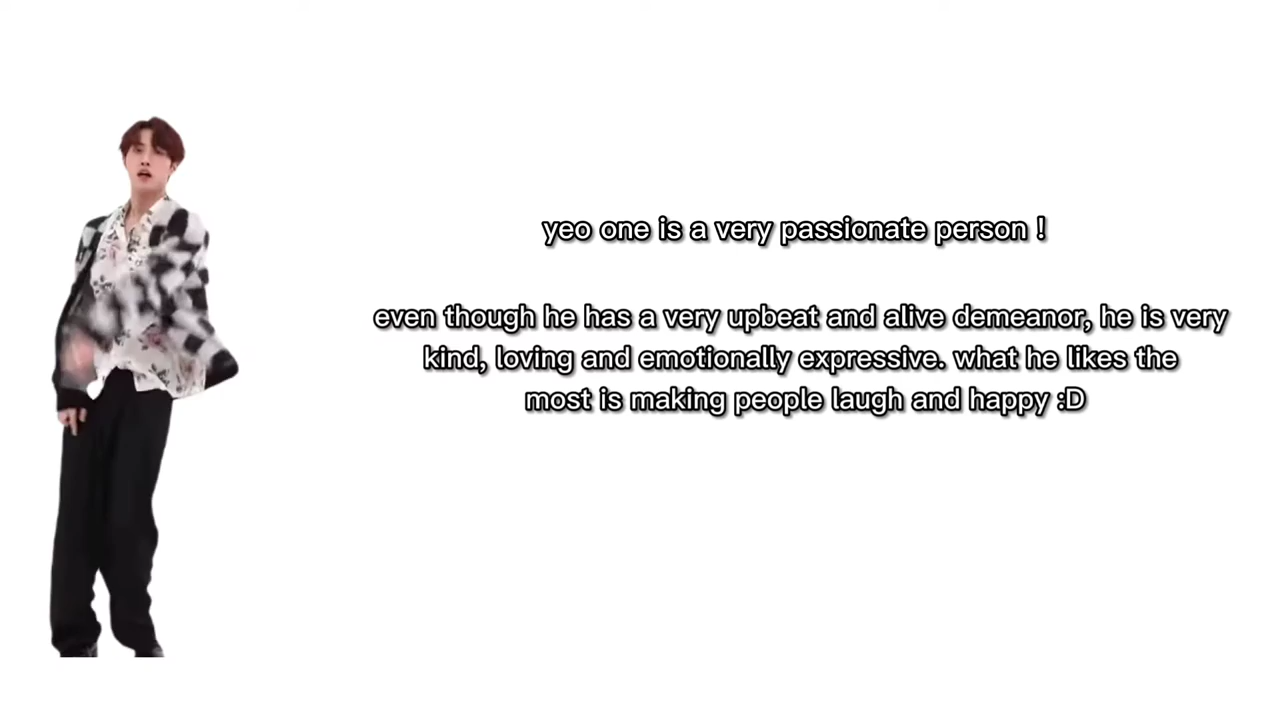 yeo one is a very passionate person !
even though he has a very upbeat and alive demeanor, he is very
kind, loving and emotionally expressive. what he likes the
most is making people laugh and happy :D